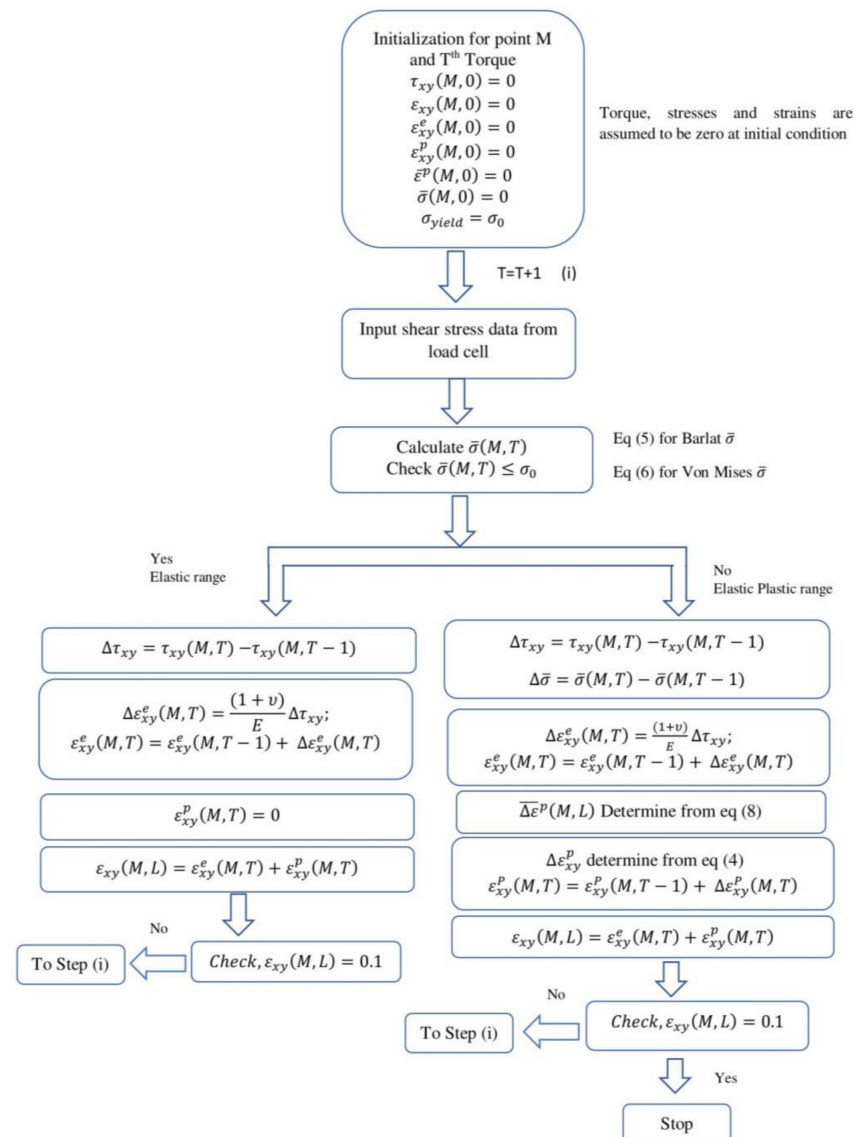 Initialization for point M
and Tᵗʰ Torque
τ_xy(M, 0) = 0
ε_xy(M, 0) = 0
ε^e_xy(M, 0) = 0
ε^p_xy(M, 0) = 0
ε̄^p(M, 0) = 0
σ̄(M, 0) = 0
σ_yield = σ_0
Torque, stresses and strains are
assumed to be zero at initial condition
T=T+1 (i)
Input shear stress data from
load cell
Calculate σ̄(M, T)
Check σ̄(M, T) ≤ σ_0
Eq (5) for Barlat σ̄
Eq (6) for Von Mises σ̄
Yes
Elastic range
Δτ_xy = τ_xy(M, T) −τ_xy(M, T − 1)
Δε^e_xy(M, T) = (1 + υ)/E Δτ_xy;
ε^e_xy(M, T) = ε^e_xy(M, T − 1) + Δε^e_xy(M, T)
ε^p_xy(M, T) = 0
ε_xy(M, L) = ε^e_xy(M, T) + ε^p_xy(M, T)
No
To Step (i)
Check, ε_xy(M, L) = 0.1
No
Elastic Plastic range
Δτ_xy = τ_xy(M, T) −τ_xy(M, T − 1)
Δσ̄ = σ̄(M, T) − σ̄(M, T − 1)
Δε^e_xy(M, T) = (1+υ)/E Δτ_xy;
ε^e_xy(M, T) = ε^e_xy(M, T − 1) + Δε^e_xy(M, T)
Δ̅ε̅^p(M, L) Determine from eq (8)
Δε^p_xy determine from eq (4)
ε^P_xy(M, T) = ε^P_xy(M, T − 1) + Δε^P_xy(M, T)
ε_xy(M, L) = ε^e_xy(M, T) + ε^p_xy(M, T)
No
To Step (i)
Check, ε_xy(M, L) = 0.1
Yes
Stop